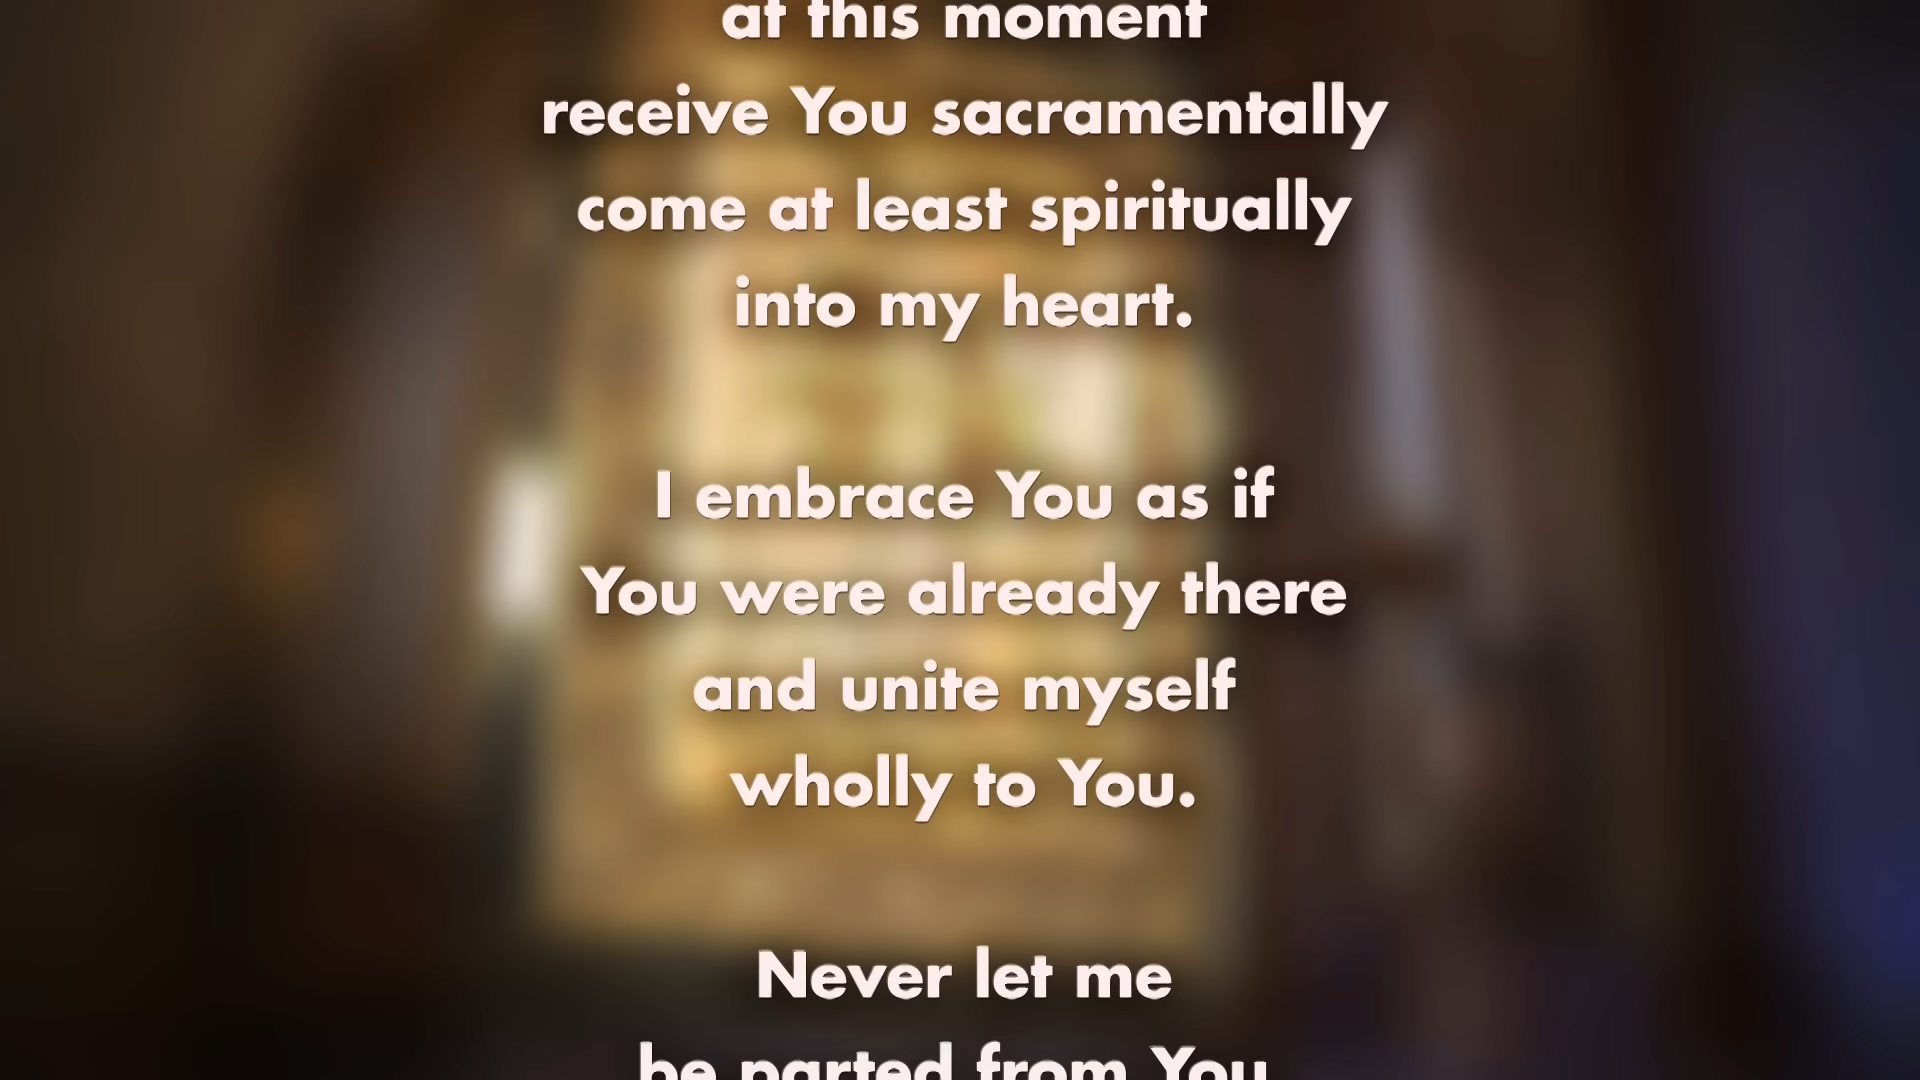 at this moment
receive You sacramentally
come at least spiritually
into my heart.
I embrace You as if
You were already there
and unite myself
wholly to You.
Never let me
be parted from You